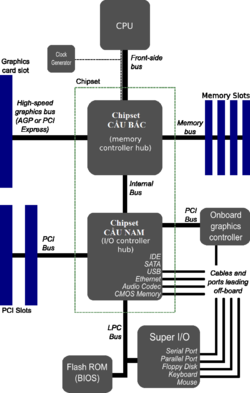 CPU
Graphics
card slot
Clock
Generator
Front-side
bus
Chipset
Memory Slots
High-speed
graphics bus
(AGP or PCI
Express)
Chipset
CẦU BẮC
(memory
controller hub)
Memory
bus
Internal
Bus
Chipset
CẦU NAM
(I/O controller
hub)
PCI
Bus
Onboard
graphics
controller
PCI
Bus
IDE
SATA
USB
Ethernet
Audio Codec
CMOS Memory
Cables and
ports leading
off-board
PCI Slots
LPC
Bus
Super I/O
Serial Port
Parallel Port
Floppy Disk
Keyboard
Mouse
Flash ROM
(BIOS)